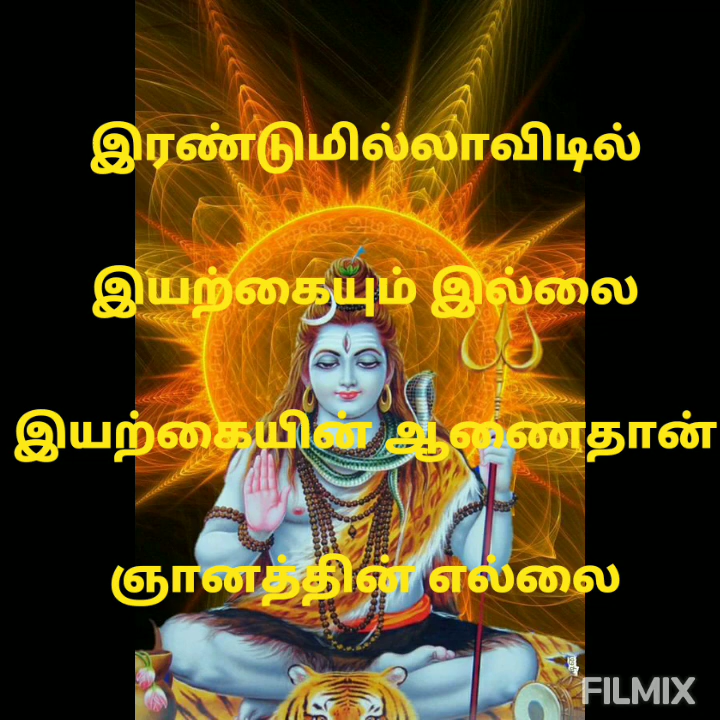 இரண்டுமில்லாவிடில்
இயற்கையும் இல்லை
இயற்கையின் ஆணைதான்
ஞானத்தின் எல்லை
FILMIX